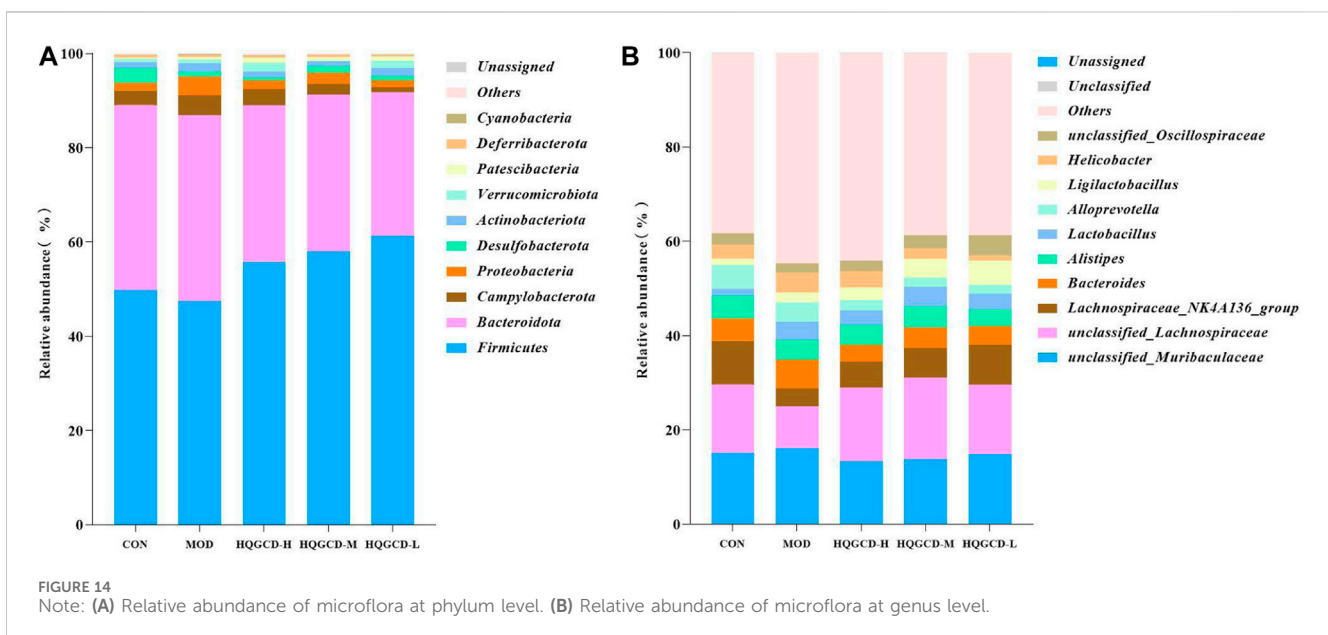 A
100
80
60
40
20
0
Relative abundance( %)
CON MOD HQGCD-H HQGCD-M HQGCD-L
Unassigned
Others
Cyanobacteria
Deferribacterota
Patescibacteria
Verrucomicrobiota
Actinobacteriota
Desulfobacterota
Proteobacteria
Campylobacterota
Bacteroidota
Firmicutes
B
100
80
60
40
20
0
Relative abundance( %)
CON MOD HQGCD-H HQGCD-M HQGCD-L
Unassigned
Unclassified
Others
unclassified_Oscillospiraceae
Helicobacter
Ligilactobacillus
Alloprevotella
Lactobacillus
Alistipes
Bacteroides
Lachnospiraceae_NK4A136_group
unclassified_Lachnospiraceae
unclassified_Muribaculaceae
FIGURE 14
Note: (A) Relative abundance of microflora at phylum level. (B) Relative abundance of microflora at genus level.